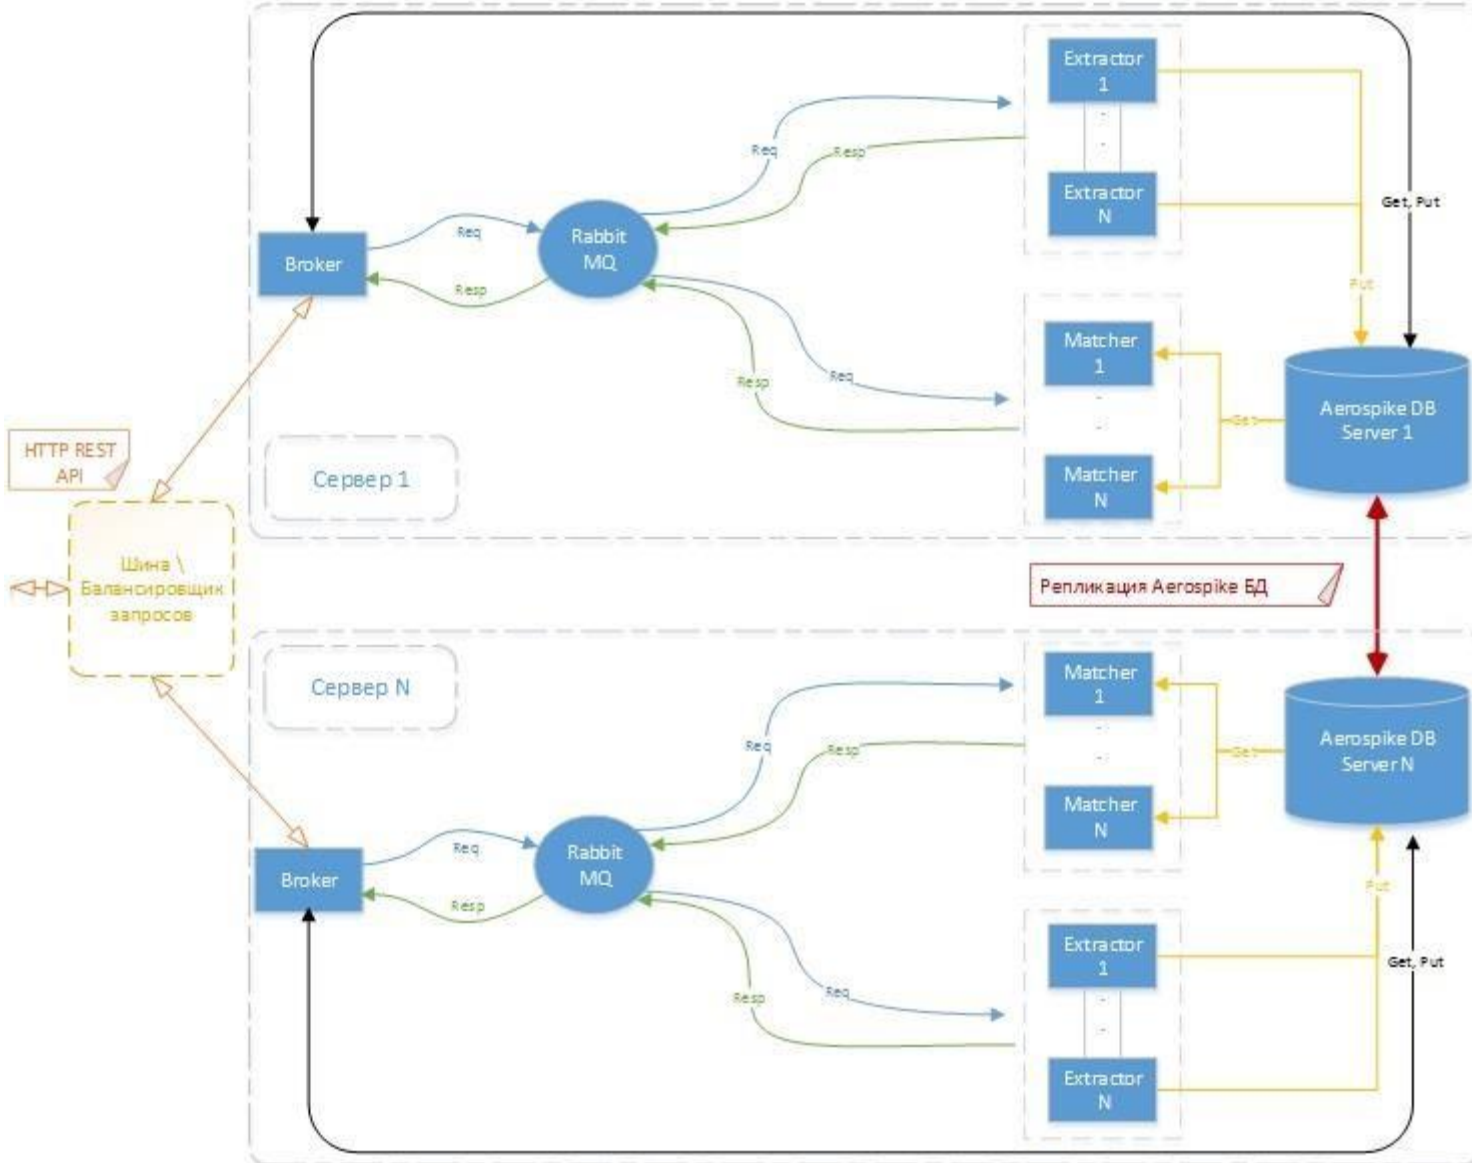 Extractor
1
Req
Resp
Extractor
N
Get, Put
Rabbit
MQ
Req
Broker
Resp
Put
Matcher
1
Req
Resp
Aerospike DB
Server 1
Get
HTTP REST
API
Сервер 1
Matcher
N
Шина \
Балансировщик
запросов
Репликация Aerospike БД
Сервер N
Matcher
1
Req
Resp
Get
Aerospike DB
Server N
Matcher
N
Req
Rabbit
MQ
Broker
Resp
Put
Extractor
1
Get, Put
Req
Resp
Extractor
N